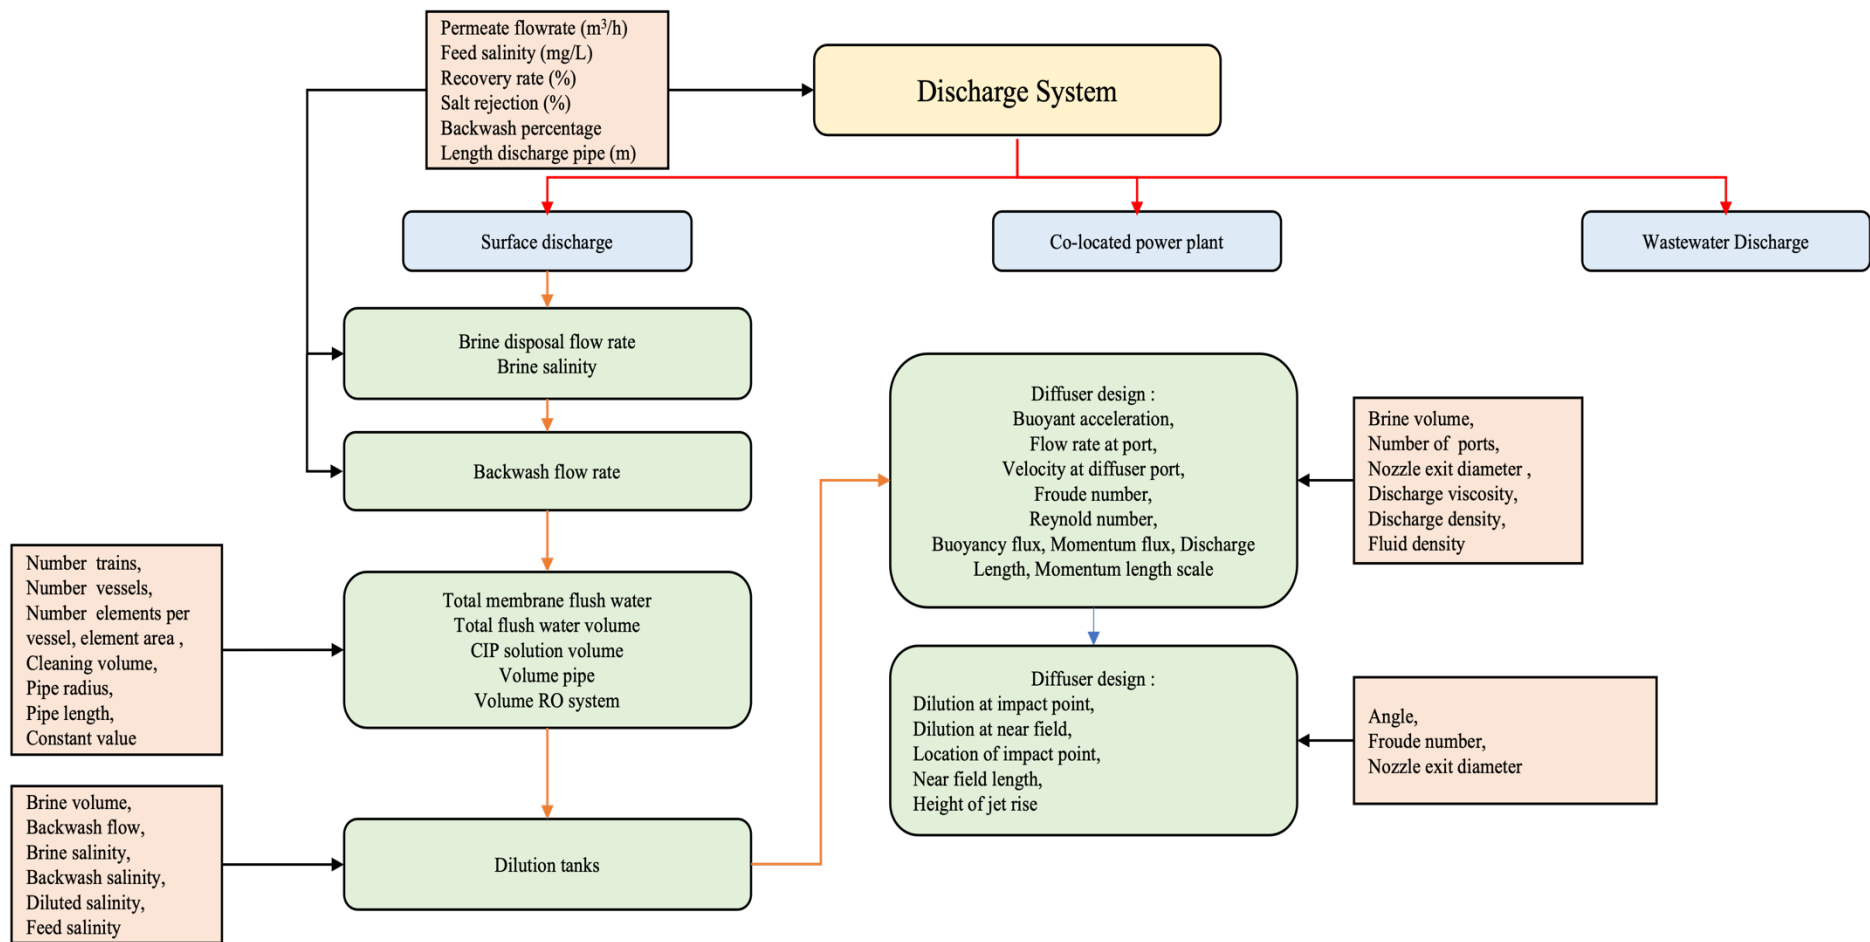 Permeate flowrate (m³/h)
Feed salinity (mg/L)
Recovery rate (%)
Salt rejection (%)
Backwash percentage
Length discharge pipe (m)
Discharge System
Surface discharge
Co-located power plant
Wastewater Discharge
Brine disposal flow rate
Brine salinity
Backwash flow rate
Number trains,
Number vessels,
Number elements per
vessel, element area ,
Cleaning volume,
Pipe radius,
Pipe length,
Constant value
Total membrane flush water
Total flush water volume
CIP solution volume
Volume pipe
Volume RO system
Brine volume,
Backwash flow,
Brine salinity,
Backwash salinity,
Diluted salinity,
Feed salinity
Dilution tanks
Diffuser design :
Buoyant acceleration,
Flow rate at port,
Velocity at diffuser port,
Froude number,
Reynold number,
Buoyancy flux, Momentum flux, Discharge
Length, Momentum length scale
Brine volume,
Number of ports,
Nozzle exit diameter ,
Discharge viscosity,
Discharge density,
Fluid density
Diffuser design :
Dilution at impact point,
Dilution at near field,
Location of impact point,
Near field length,
Height of jet rise
Angle,
Froude number,
Nozzle exit diameter